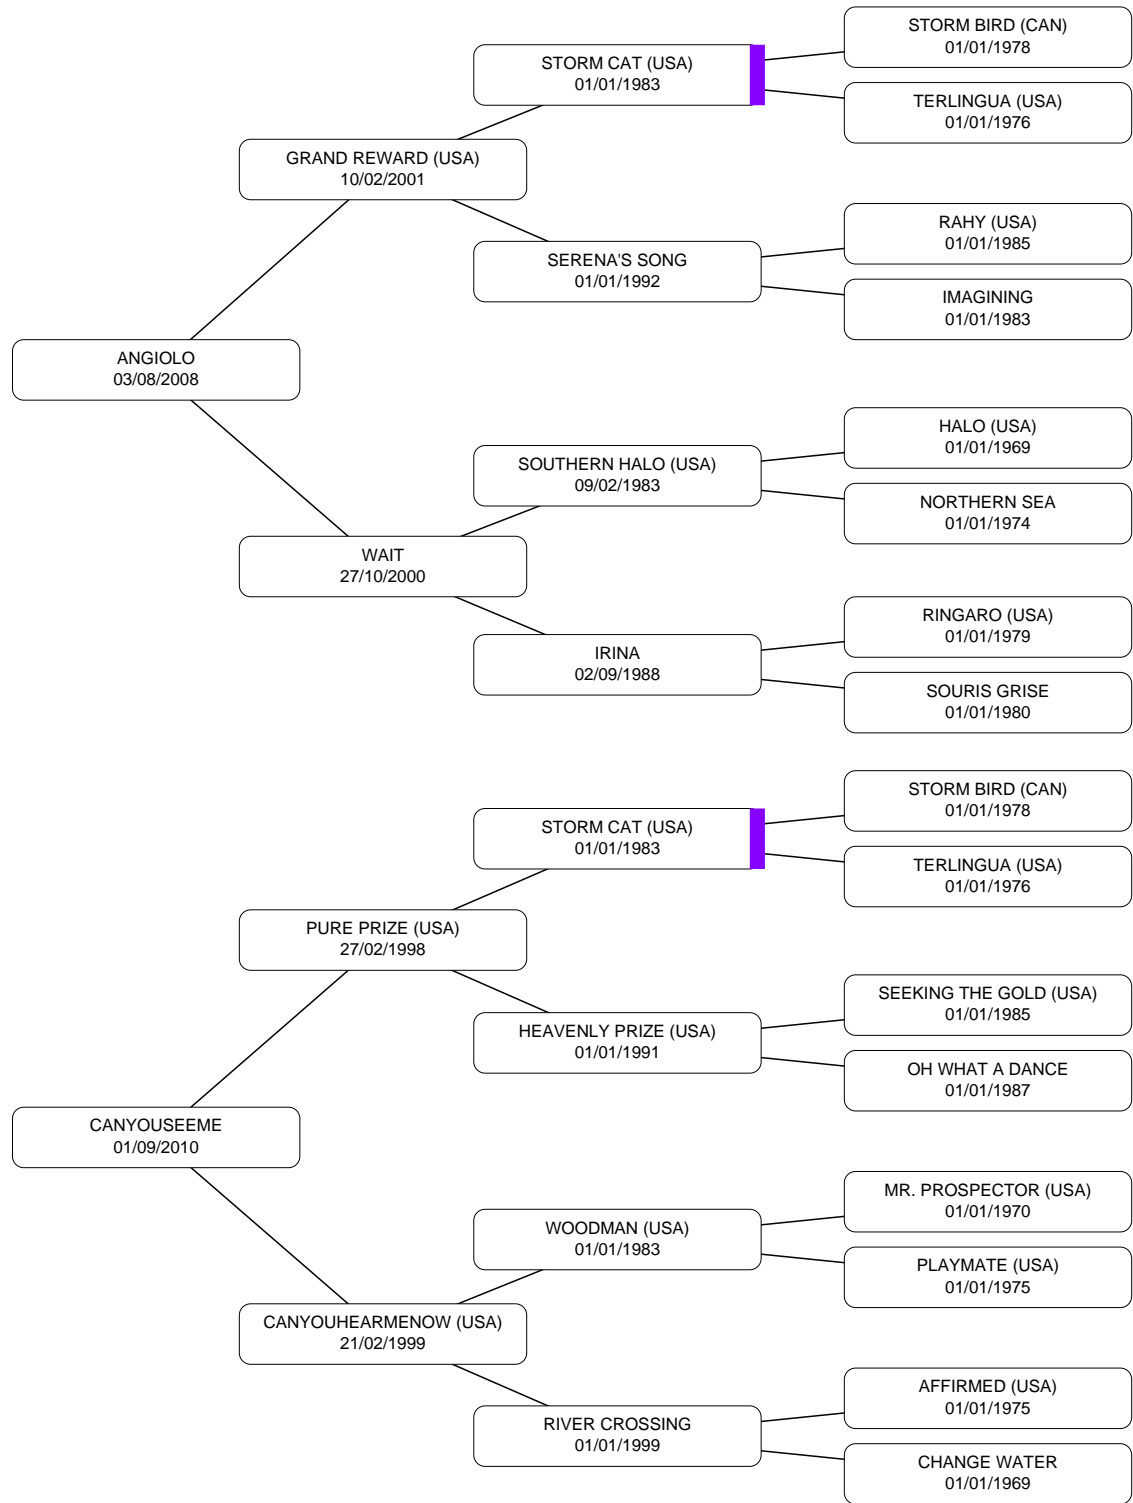 STORM BIRD (CAN)
01/01/1978
STORM CAT (USA)
01/01/1983
TERLINGUA (USA)
01/01/1976
GRAND REWARD (USA)
10/02/2001
RAHY (USA)
01/01/1985
SERENA'S SONG
01/01/1992
IMAGINING
01/01/1983
ANGIOLO
03/08/2008
HALO (USA)
01/01/1969
SOUTHERN HALO (USA)
09/02/1983
NORTHERN SEA
01/01/1974
WAIT
27/10/2000
RINGARO (USA)
01/01/1979
IRINA
02/09/1988
SOURIS GRISE
01/01/1980
STORM BIRD (CAN)
01/01/1978
STORM CAT (USA)
01/01/1983
TERLINGUA (USA)
01/01/1976
PURE PRIZE (USA)
27/02/1998
SEEKING THE GOLD (USA)
01/01/1985
HEAVENLY PRIZE (USA)
01/01/1991
OH WHAT A DANCE
01/01/1987
CANYOUSEEME
01/09/2010
MR. PROSPECTOR (USA)
01/01/1970
WOODMAN (USA)
01/01/1983
PLAYMATE (USA)
01/01/1975
CANYOUHEARMENOW (USA)
21/02/1999
AFFIRMED (USA)
01/01/1975
RIVER CROSSING
01/01/1999
CHANGE WATER
01/01/1969